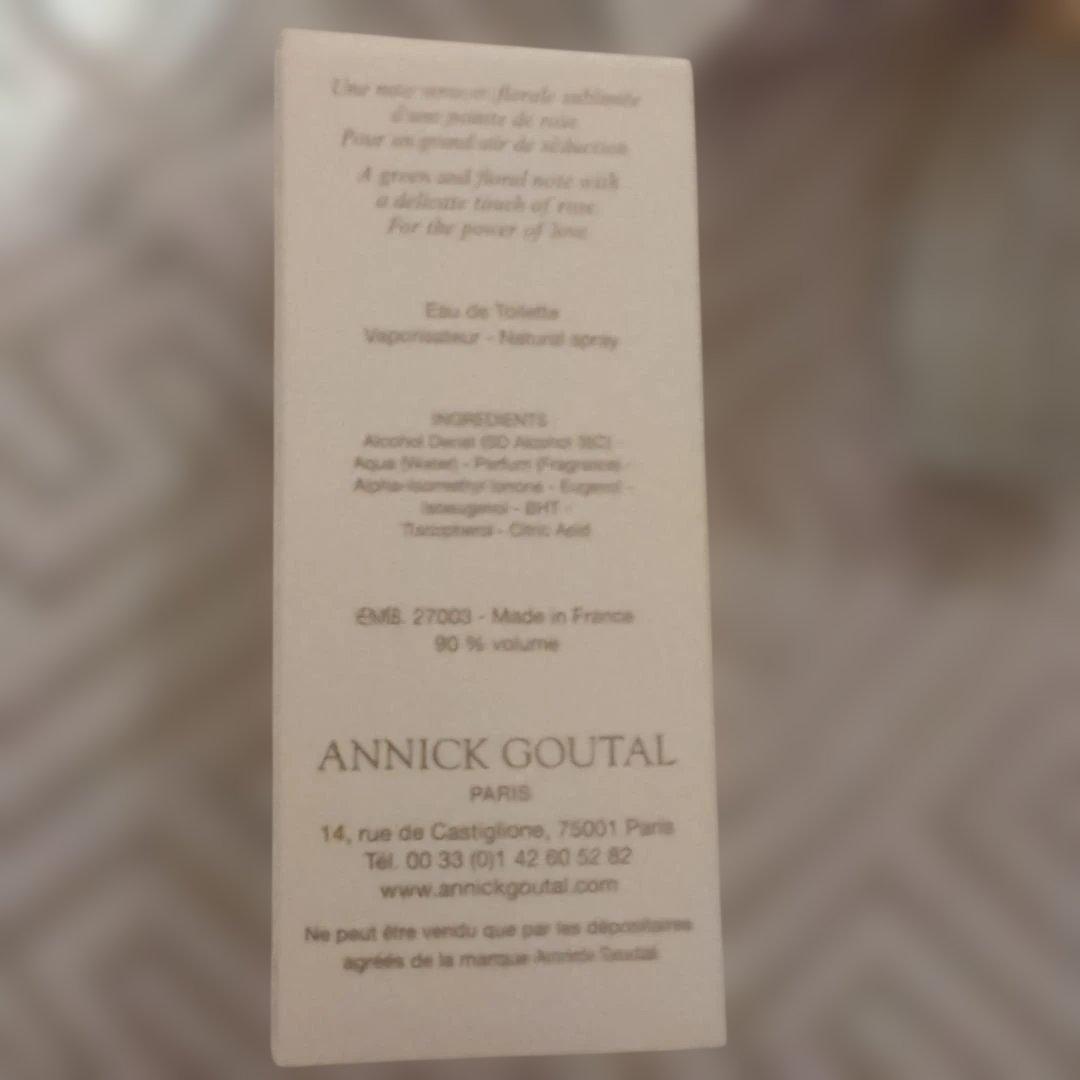 Une note florale sublimée
d'une pointe de rose
Pour un grand air de séduction
A green and floral note with
a delicate touch of rose
For the power of love
Eau de Toilette
Vaporisateur - Natural spray
INGREDIENTS
Alcohol Denat (SD Alcohol 39C) -
Aqua (Water) - Parfum (Fragrance) -
Alpha-Isomethyl Ionone - Eugenol -
Isoeugenol - BHT -
Tocopherol - Citric Acid
EMB. 27003 - Made in France
90 % volume
ANNICK GOUTAL
PARIS
14, rue de Castiglione, 75001 Paris
Tél. 00 33 (0)1 42 60 52 82
www.annickgoutal.com
Ne peut être vendu que par les dépositaires
agréés de la marque Annick Goutal